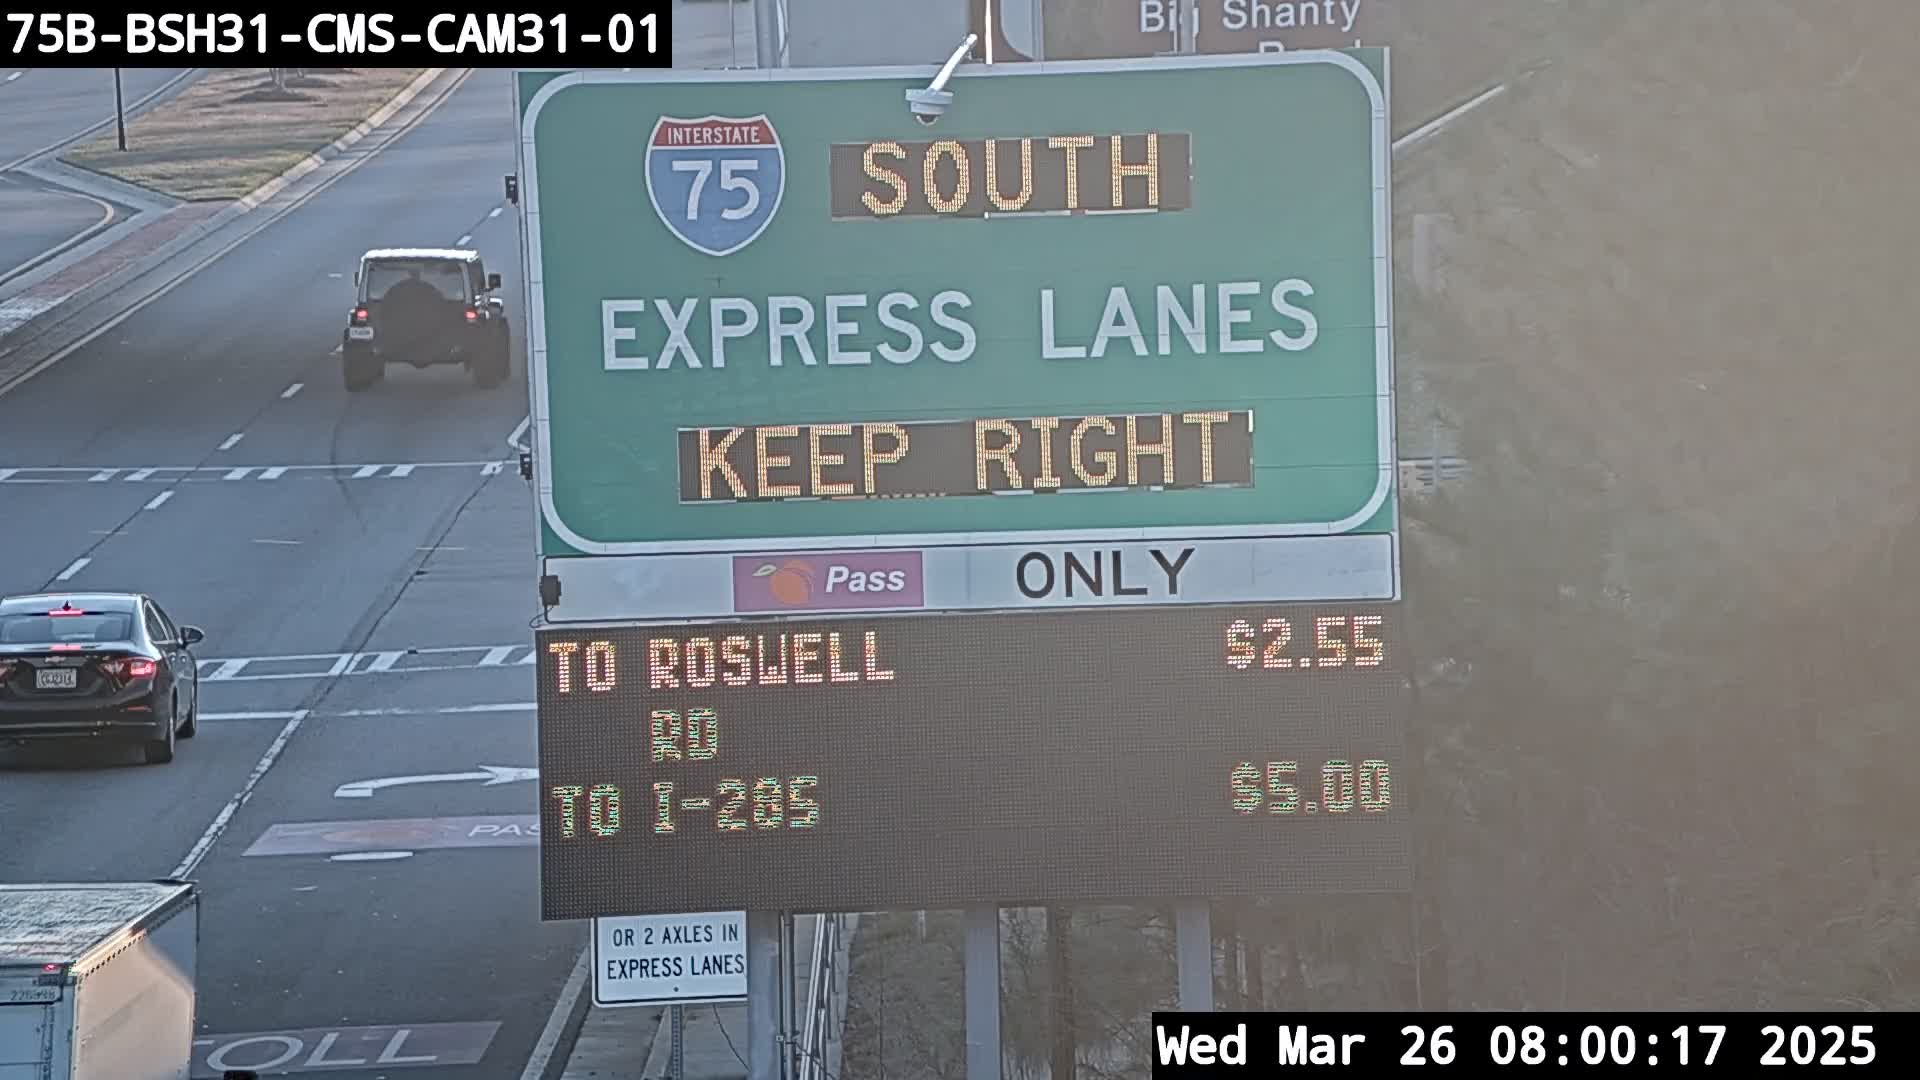 75B-BSH31-CMS-CAM31-01
Big Shanty
INTERSTATE
75
SOUTH
EXPRESS LANES
KEEP RIGHT
Pass
ONLY
TO ROSWELL $2.55
RD
TO I-285 $5.00
OR 2 AXLES IN
EXPRESS LANES
TOLL
Wed Mar 26 08:00:17 2025